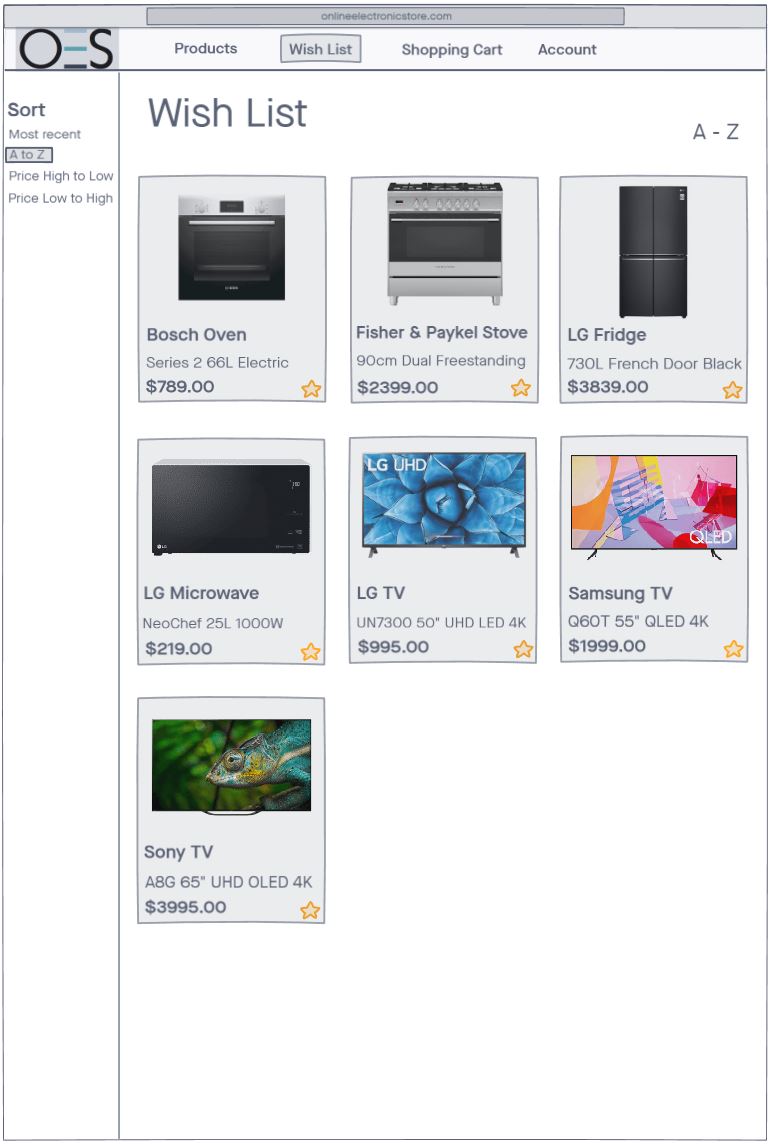 onlineelectronicstore.com
OES
Products
Wish List
Shopping Cart
Account
Sort
Most recent
A to Z
Price High to Low
Price Low to High
Wish List
A - Z
Bosch Oven
Series 2 66L Electric
$789.00
Fisher & Paykel Stove
90cm Dual Freestanding
$2399.00
LG Fridge
730L French Door Black
$3839.00
LG Microwave
NeoChef 25L 1000W
$219.00
LG UHD
LG TV
UN7300 50" UHD LED 4K
$995.00
QLED
Samsung TV
Q60T 55" QLED 4K
$1999.00
Sony TV
A8G 65" UHD OLED 4K
$3995.00